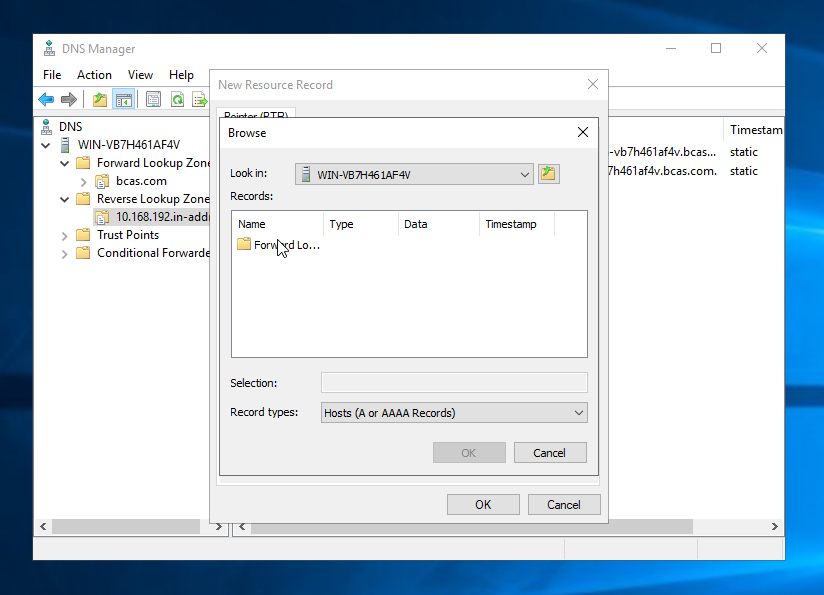 DNS Manager
File Action View Help
New Resource Record
Pointer (PTR)
Browse
DNS
WIN-VB7H461AF4V
Forward Lookup Zone
bcas.com
Reverse Lookup Zone
10.168.192.in-addr
Trust Points
Conditional Forwarde
Look in: WIN-VB7H461AF4V
Records:
Name Type Data Timestamp
Forward Lo...
Selection:
Record types: Hosts (A or AAAA Records)
OK Cancel
OK Cancel
Timestam
-vb7h461af4v.bcas... static
7h461af4v.bcas.com. static